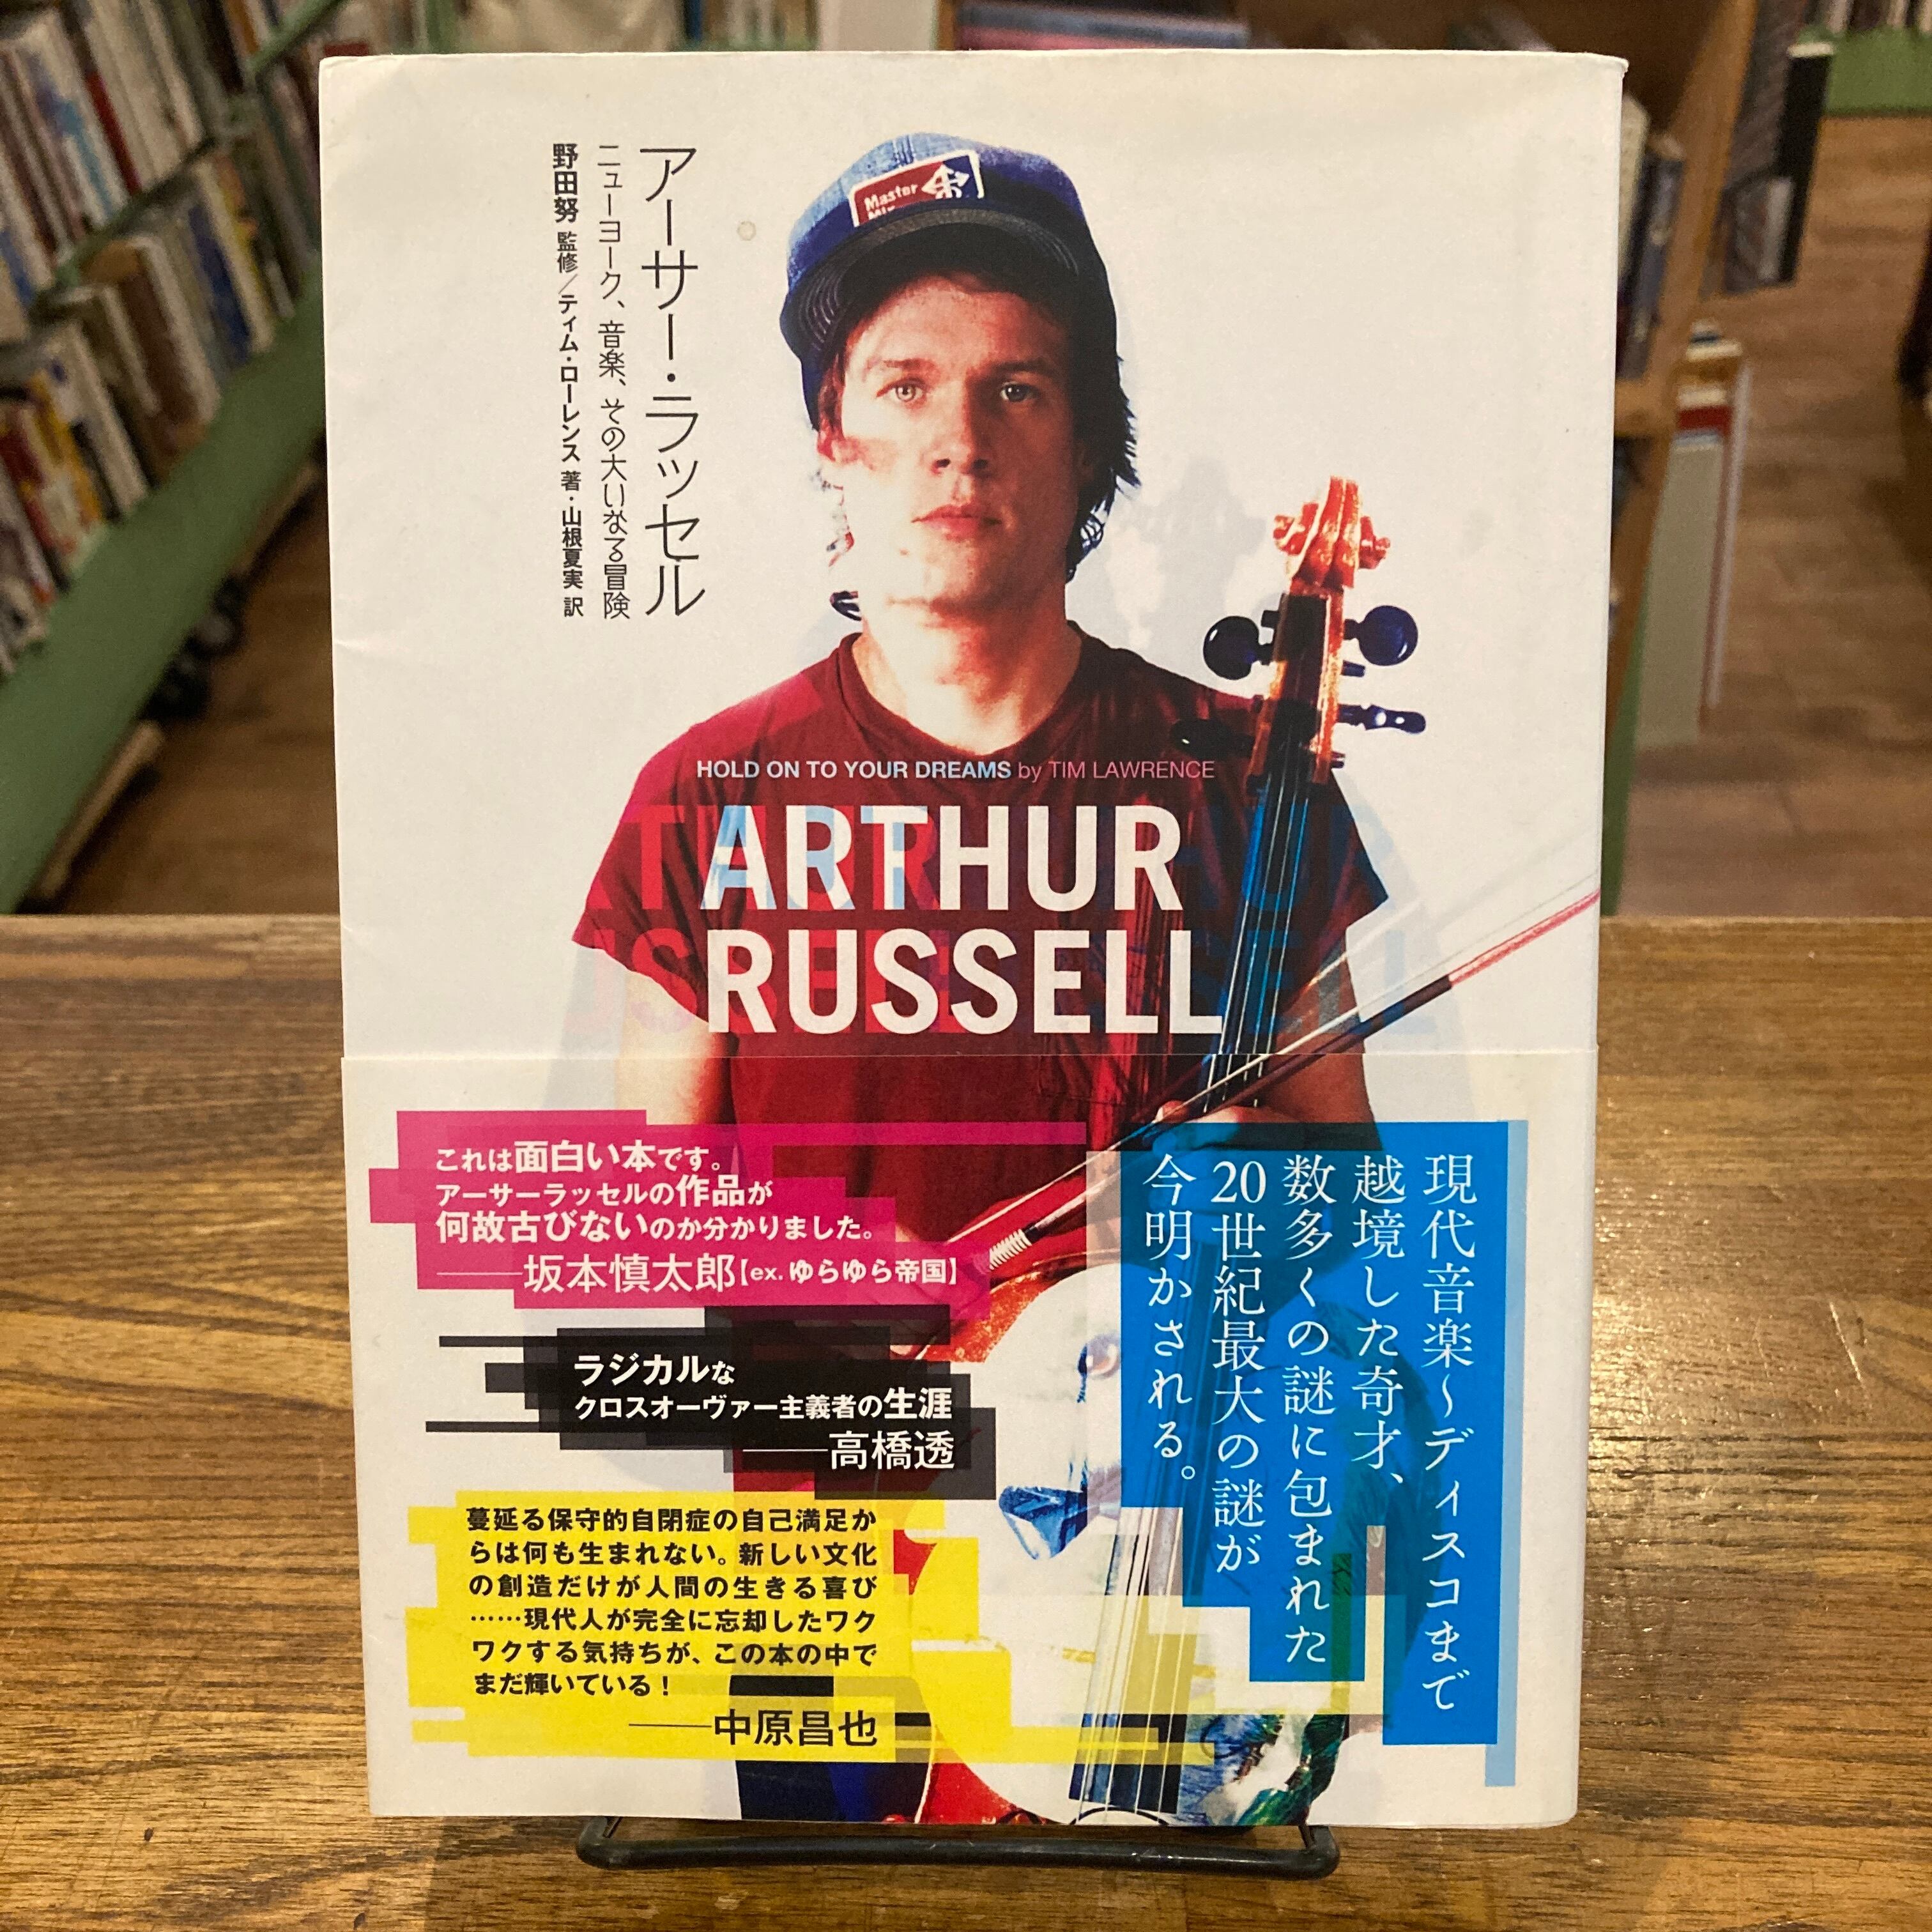 アーサー・ラッセル
ニューヨーク、音楽、その大いなる冒険
野田努 監修／ティム・ローレンス 著・山根夏実 訳
Master
Mix
HOLD ON TO YOUR DREAMS by TIM LAWRENCE
ARTHUR
RUSSELL
現代音楽〜ディスコまで
越境した奇才、
数多くの謎に包まれた
20世紀最大の謎が
今明かされる。
これは面白い本です。
アーサーラッセルの作品が
何故古びないのか分かりました。
——坂本慎太郎【ex.ゆらゆら帝国】
ラジカルな
クロスオーヴァー主義者の生涯
——高橋透
蔓延る保守的自閉症の自己満足か
らは何も生まれない。新しい文化
の創造だけが人間の生きる喜び
……現代人が完全に忘却したワク
ワクする気持ちが、この本の中で
まだ輝いている！
——中原昌也